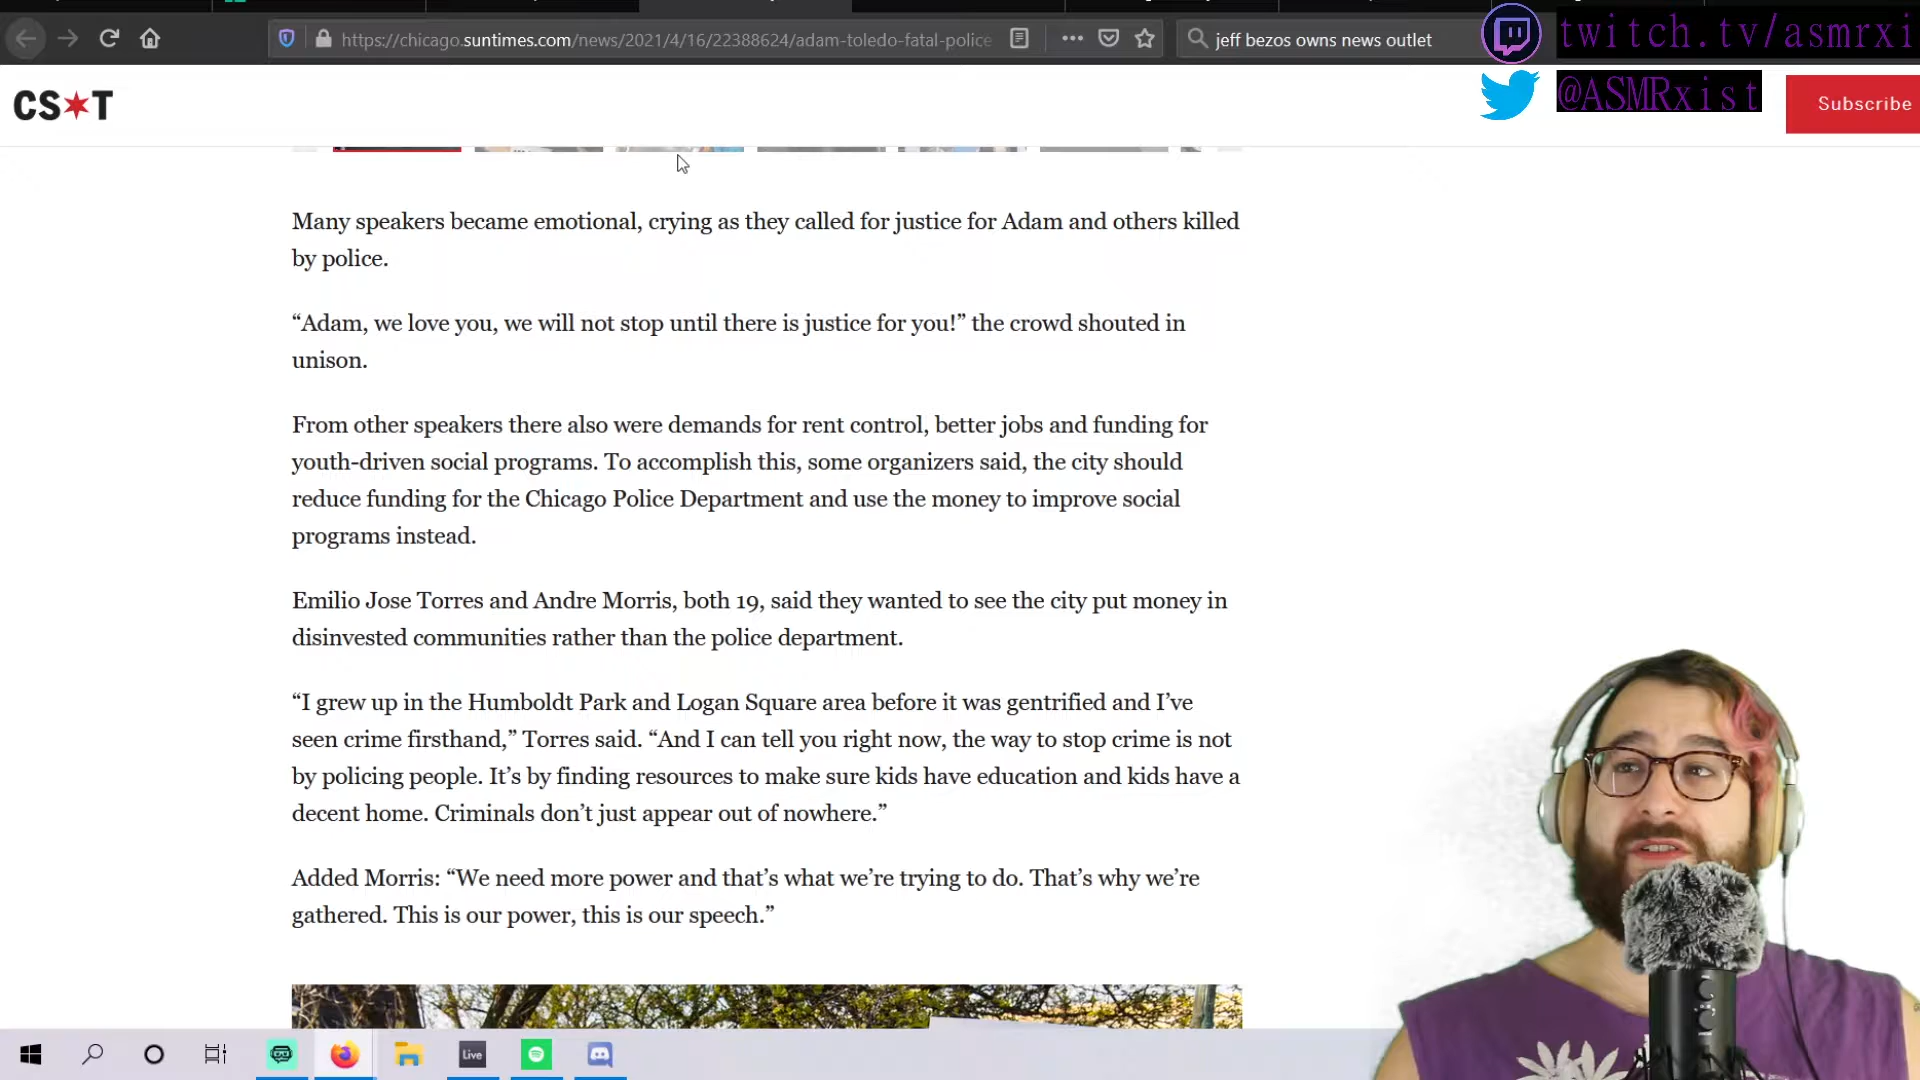 https://chicago.suntimes.com/news/2021/4/16/22388624/adam-toledo-fatal-police
jeff bezos owns news outlet
twitch.tv/asmrxi
@ASMRxist
CS T
Subscribe
Many speakers became emotional, crying as they called for justice for Adam and others killed
by police.
“Adam, we love you, we will not stop until there is justice for you!” the crowd shouted in
unison.
From other speakers there also were demands for rent control, better jobs and funding for
youth-driven social programs. To accomplish this, some organizers said, the city should
reduce funding for the Chicago Police Department and use the money to improve social
programs instead.
Emilio Jose Torres and Andre Morris, both 19, said they wanted to see the city put money in
disinvested communities rather than the police department.
“I grew up in the Humboldt Park and Logan Square area before it was gentrified and I’ve
seen crime firsthand,” Torres said. “And I can tell you right now, the way to stop crime is not
by policing people. It’s by finding resources to make sure kids have education and kids have a
decent home. Criminals don’t just appear out of nowhere.”
Added Morris: “We need more power and that’s what we’re trying to do. That’s why we’re
gathered. This is our power, this is our speech.”
Live